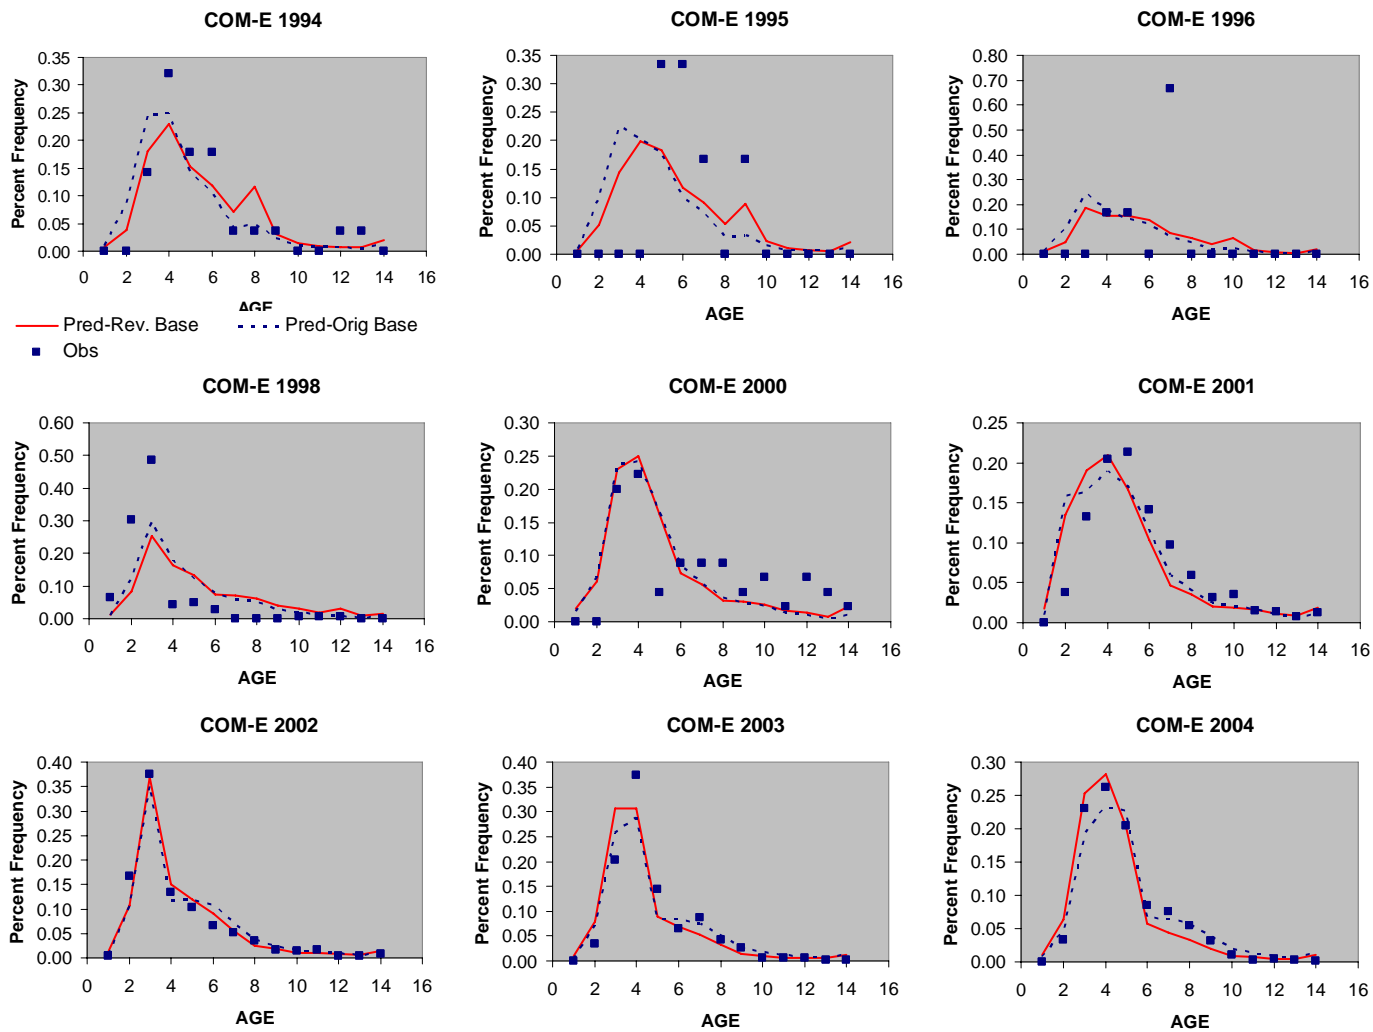 COM-E 1994
Percent Frequency
0.35
0.30
0.25
0.20
0.15
0.10
0.05
0.00
0 2 4 6 8 10 12 14 16
AGE
COM-E 1995
Percent Frequency
0.35
0.30
0.25
0.20
0.15
0.10
0.05
0.00
0 2 4 6 8 10 12 14 16
AGE
COM-E 1996
Percent Frequency
0.80
0.70
0.60
0.50
0.40
0.30
0.20
0.10
0.00
0 2 4 6 8 10 12 14 16
AGE
Pred-Rev. Base
Pred-Orig Base
Obs
COM-E 1998
Percent Frequency
0.60
0.50
0.40
0.30
0.20
0.10
0.00
0 2 4 6 8 10 12 14 16
AGE
COM-E 2000
Percent Frequency
0.30
0.25
0.20
0.15
0.10
0.05
0.00
0 2 4 6 8 10 12 14 16
AGE
COM-E 2001
Percent Frequency
0.25
0.20
0.15
0.10
0.05
0.00
0 2 4 6 8 10 12 14 16
AGE
COM-E 2002
Percent Frequency
0.40
0.35
0.30
0.25
0.20
0.15
0.10
0.05
0.00
0 2 4 6 8 10 12 14 16
AGE
COM-E 2003
Percent Frequency
0.40
0.35
0.30
0.25
0.20
0.15
0.10
0.05
0.00
0 2 4 6 8 10 12 14 16
AGE
COM-E 2004
Percent Frequency
0.30
0.25
0.20
0.15
0.10
0.05
0.00
0 2 4 6 8 10 12 14 16
AGE